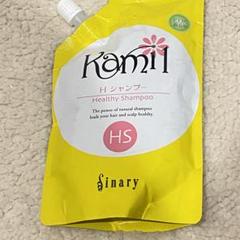 Kamil
H シャンプー
Healthy Shampoo
The power of natural shampoo
leads your hair and scalp healthy.
HS
Sinary